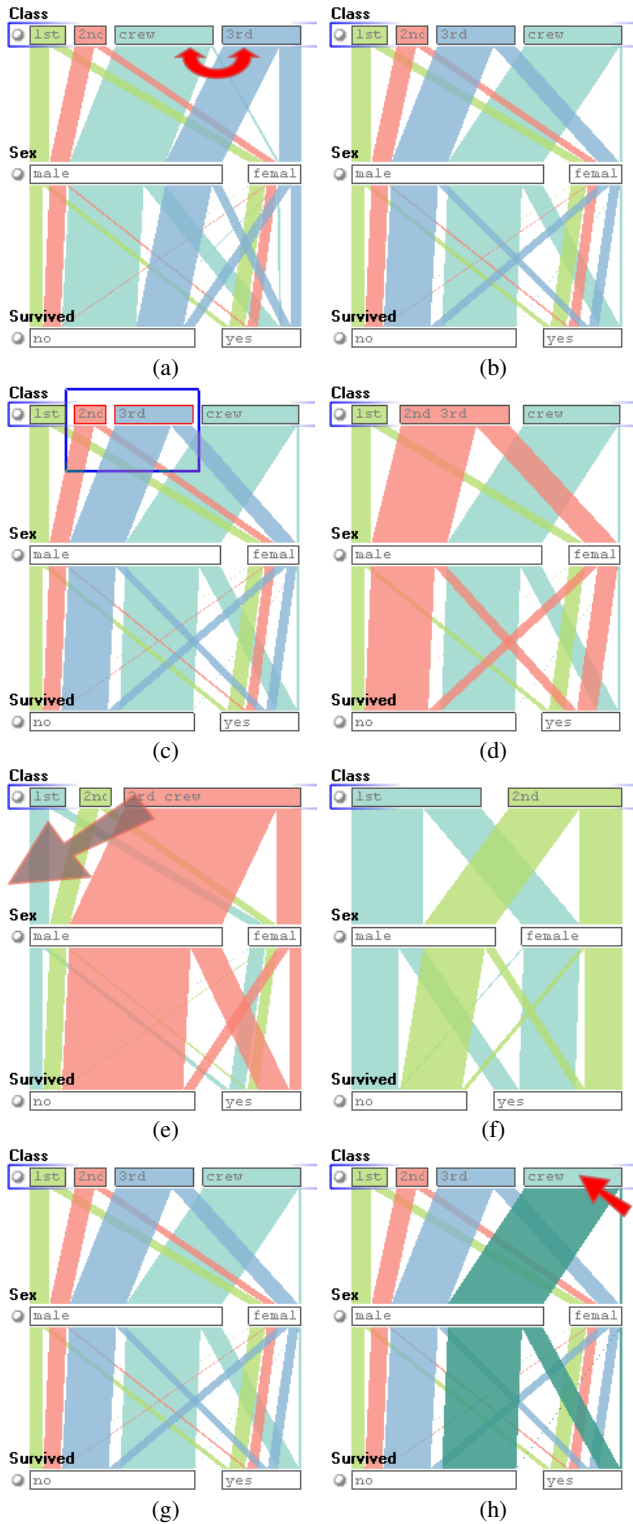 Class
1st 2nd crew 3rd
Sex
male femal
Survived
no yes
(a)
Class
1st 2nd 3rd crew
Sex
male femal
Survived
no yes
(b)
Class
1st 2nd 3rd crew
Sex
male femal
Survived
no yes
(c)
Class
1st 2nd 3rd crew
Sex
male femal
Survived
no yes
(d)
Class
1st 2nd 3rd crew
Sex
male femal
Survived
no yes
(e)
Class
1st 2nd
Sex
male female
Survived
no yes
(f)
Class
1st 2nd 3rd crew
Sex
male femal
Survived
no yes
(g)
Class
1st 2nd 3rd crew
Sex
male femal
Survived
no yes
(h)